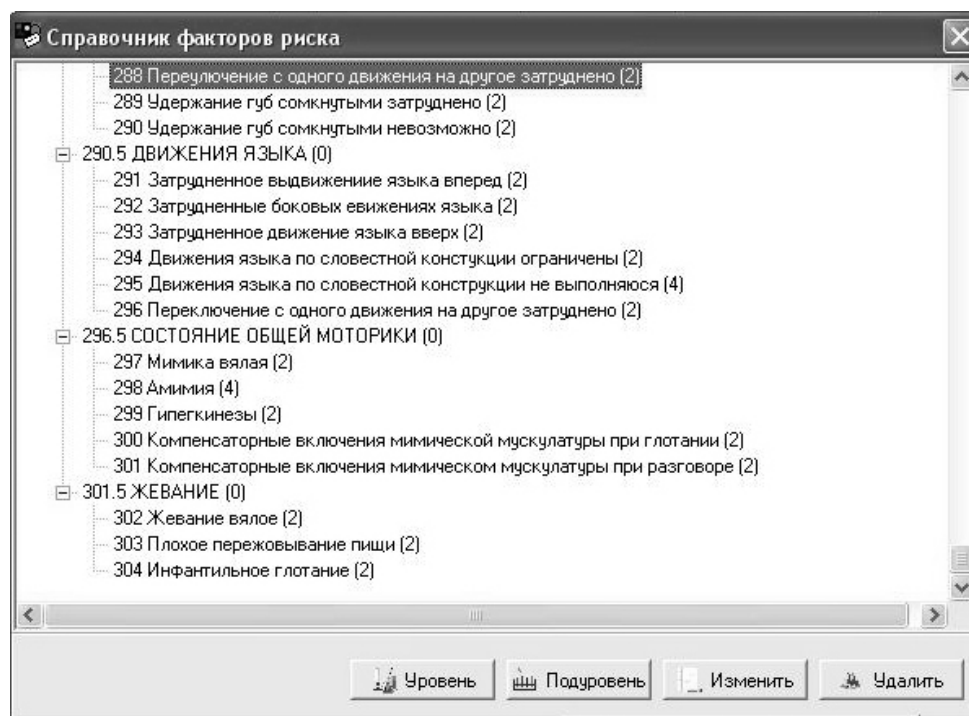 Справочник факторов риска
288 Переулючение с одного движения на другое затруднено (2)
289 Удержание губ сомкнутыми затруднено (2)
290 Удержание губ сомкнутыми невозможно (2)
290.5 ДВИЖЕНИЯ ЯЗЫКА (0)
291 Затрудненное выдвижениие языка вперед (2)
292 Затрудненные боковых евижениях языка (2)
293 Затрудненное движение языка вверх (2)
294 Движения языка по словестной констукции ограничены (2)
295 Движения языка по словестной конструкции не выполняюся (4)
296 Переключение с одного движения на другое затруднено (2)
296.5 СОСТОЯНИЕ ОБЩЕЙ МОТОРИКИ (0)
297 Мимика вялая (2)
298 Амимия (4)
299 Гипегкинезы (2)
300 Компенсаторные включения мимической мускулатуры при глотании (2)
301 Компенсаторные включения мимическом мускулатуры при разговоре (2)
301.5 ЖЕВАНИЕ (0)
302 Жевание вялое (2)
303 Плохое пережовывание пищи (2)
304 Инфантильное глотание (2)
Уровень Подуровень Изменить Удалить